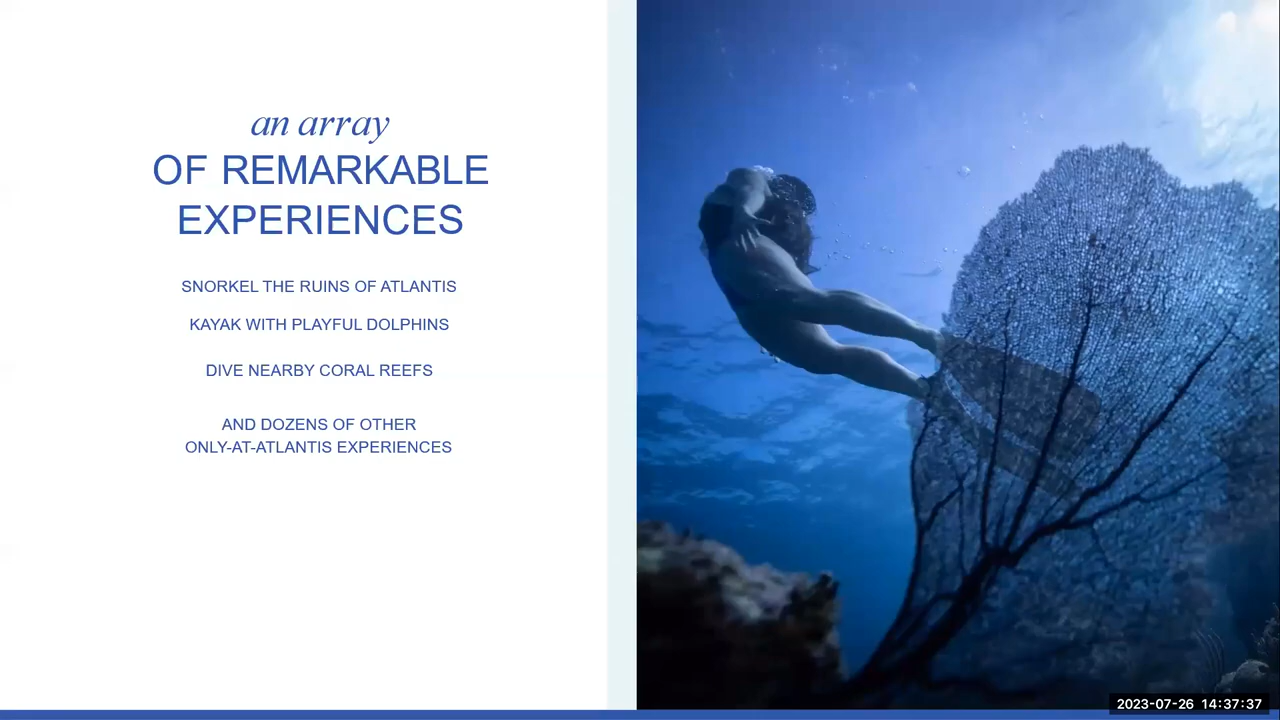 an array
OF REMARKABLE
EXPERIENCES
SNORKEL THE RUINS OF ATLANTIS
KAYAK WITH PLAYFUL DOLPHINS
DIVE NEARBY CORAL REEFS
AND DOZENS OF OTHER
ONLY-AT-ATLANTIS EXPERIENCES
2023-07-26 14:37:37